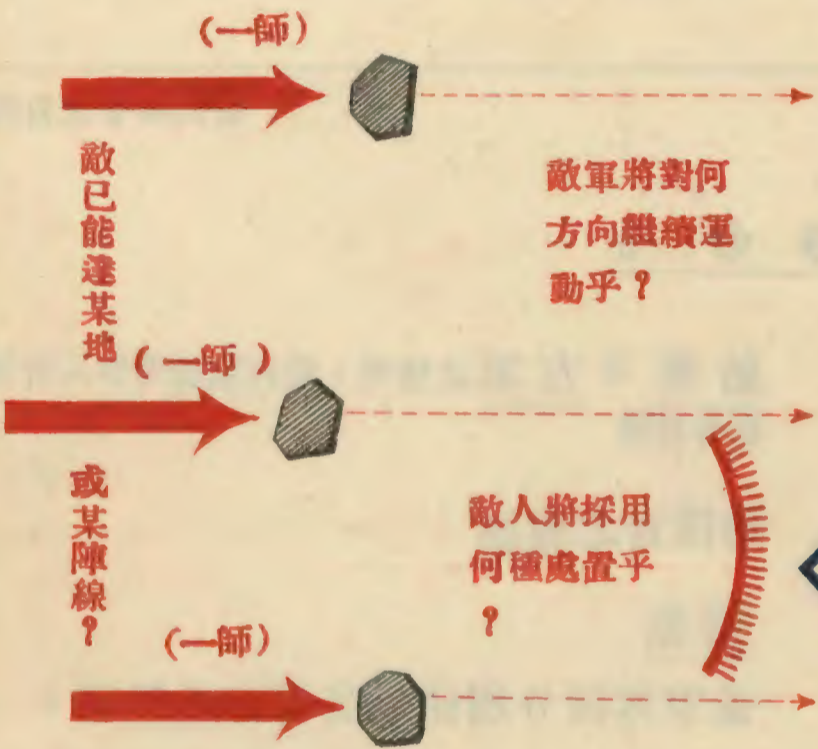 (一師)
敵已能達某地
敵軍將對何
方向繼續運
動乎？
(一師)
或某陣線？
敵人將採用
何種處置乎
？
(一師)